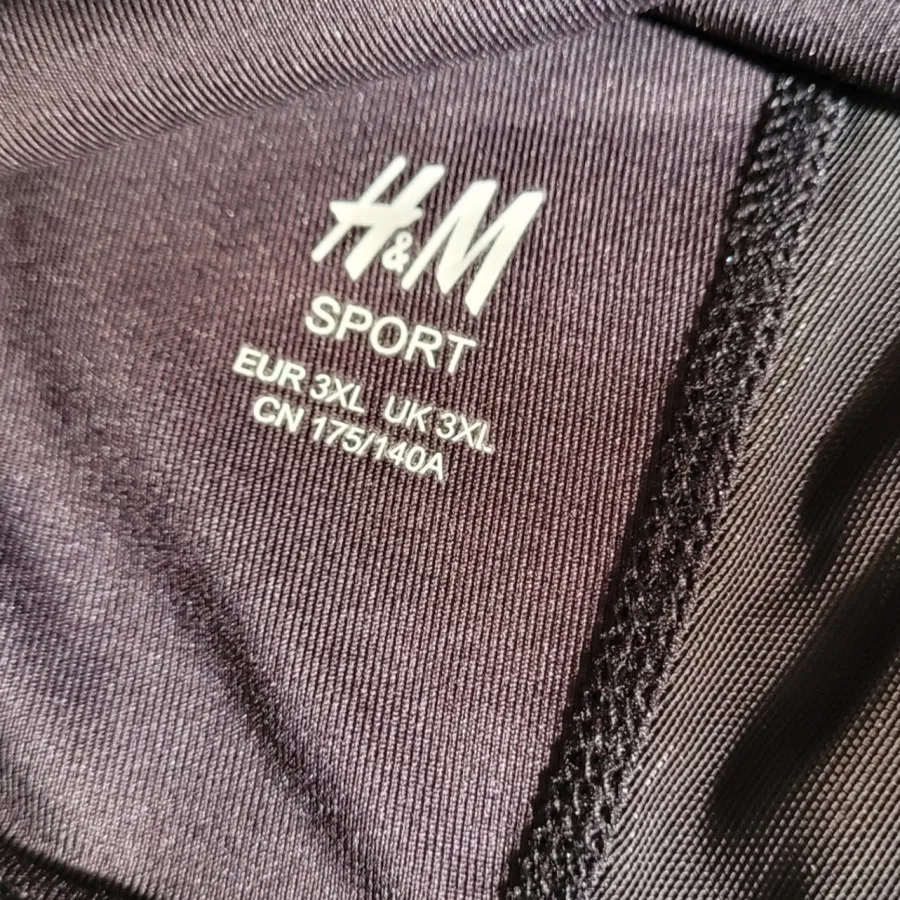 H&M
SPORT
EUR 3XL UK 3XL
CN 175/140A